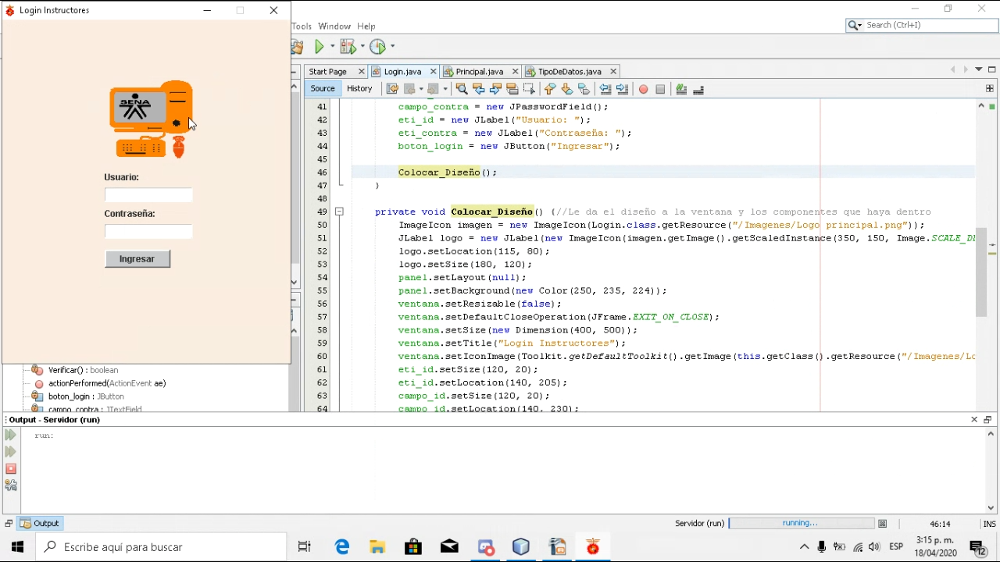 Login Instructores
SENA
Usuario:
Contraseña:
Ingresar
Tools Window Help
Search (Ctrl+I)
Start Page
Login.java
Principal.java
TipoDeDatos.java
Source History
41 campo_contra = new JPasswordField();
42 eti_id = new JLabel("Usuario: ");
43 eti_contra = new JLabel("Contraseña: ");
44 boton_login = new JButton("Ingresar");
45
46 Colocar_Diseño();
47 }
48
49 private void Colocar_Diseño() {//Le da el diseño a la ventana y los componentes que haya dentro
50 ImageIcon imagen = new ImageIcon(Login.class.getResource("/Imagenes/Logo principal.png"));
51 JLabel logo = new JLabel(new ImageIcon(imagen.getImage().getScaledInstance(350, 150, Image.SCALE_DE
52 logo.setLocation(115, 80);
53 logo.setSize(180, 120);
54 panel.setLayout(null);
55 panel.setBackground(new Color(250, 235, 224));
56 ventana.setResizable(false);
57 ventana.setDefaultCloseOperation(JFrame.EXIT_ON_CLOSE);
58 ventana.setSize(new Dimension(400, 500));
59 ventana.setTitle("Login Instructores");
60 ventana.setIconImage(Toolkit.getDefaultToolkit().getImage(this.getClass().getResource("/Imagenes/Lo
61 eti_id.setSize(120, 20);
62 eti_id.setLocation(140, 205);
63 campo_id.setSize(120, 20);
64 campo_id.setLocation(140, 230);
Verificar() : boolean
actionPerformed(ActionEvent ae)
boton_login : JButton
campo_contra : JTextField
Output - Servidor (run)
run:
Output
Servidor (run) running... 46:14 INS
Escribe aquí para buscar
ESP
3:15 p. m.
18/04/2020
12